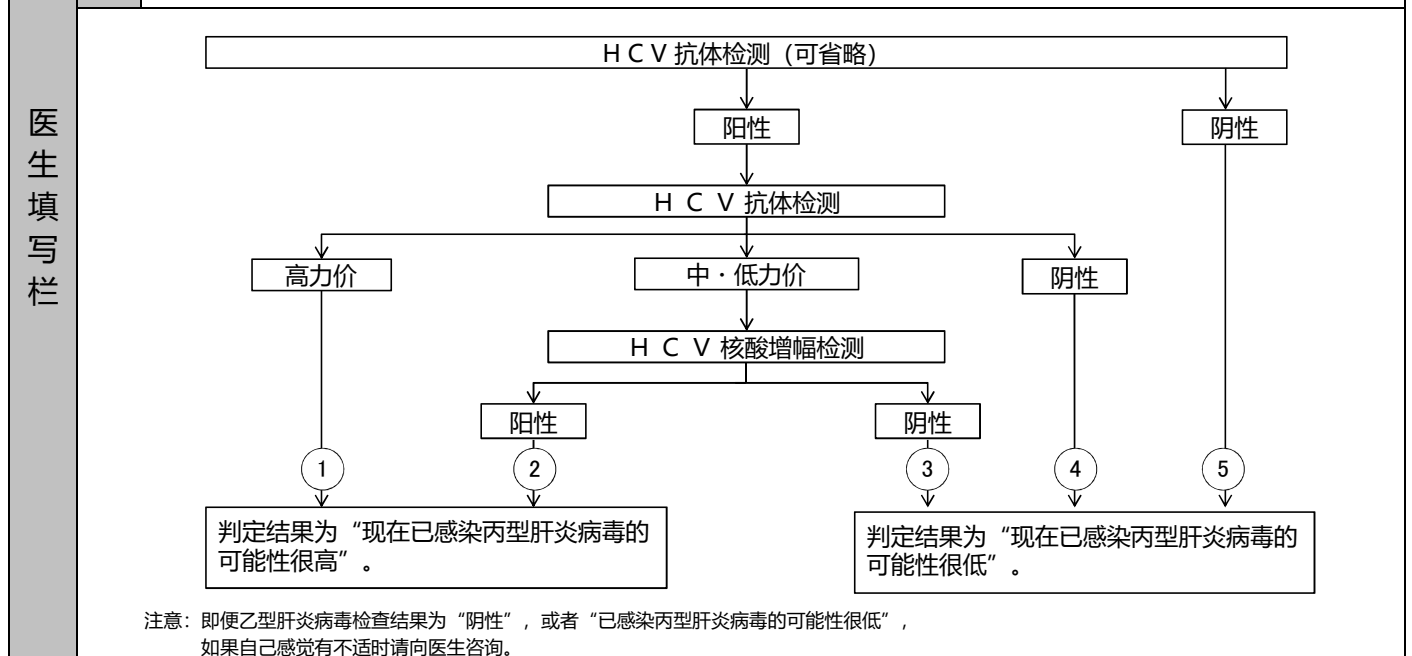 医生填写栏
ＨＣＶ抗体检测（可省略）
阳性
阴性
Ｈ Ｃ Ｖ 抗体检测
高力价
中・低力价
阴性
Ｈ Ｃ Ｖ 核酸增幅检测
阳性
阴性
1
2
3
4
5
判定结果为“现在已感染丙型肝炎病毒的
可能性很高”。
判定结果为“现在已感染丙型肝炎病毒的
可能性很低”。
注意：即便乙型肝炎病毒检查结果为“阴性”，或者“已感染丙型肝炎病毒的可能性很低”，
如果自己感觉有不适时请向医生咨询。